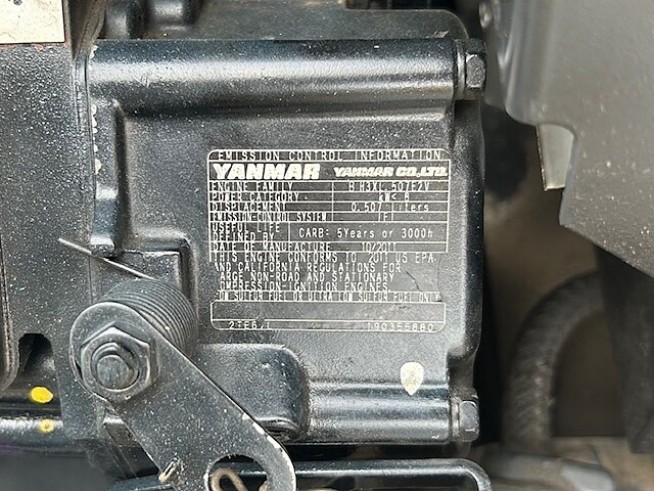 EMISSION CONTROL INFORMATION
YANMAR YANMAR CO.,LTD.
ENGINE FAMILY
POWER CATEGORY
DISPLACEMENT 0.507 liters
EMISSION-CONTROL SYSTEM
USEFUL LIFE
DEFINED BY CARB: 5Years or 3000h
DATE OF MANUFACTURE 10/2011
THIS ENGINE CONFORMS TO 2011 US EPA
AND CALIFORNIA REGULATIONS FOR
LARGE NON-ROAD AND STATIONARY
COMPRESSION-IGNITION ENGINES.
FUEL ONLY